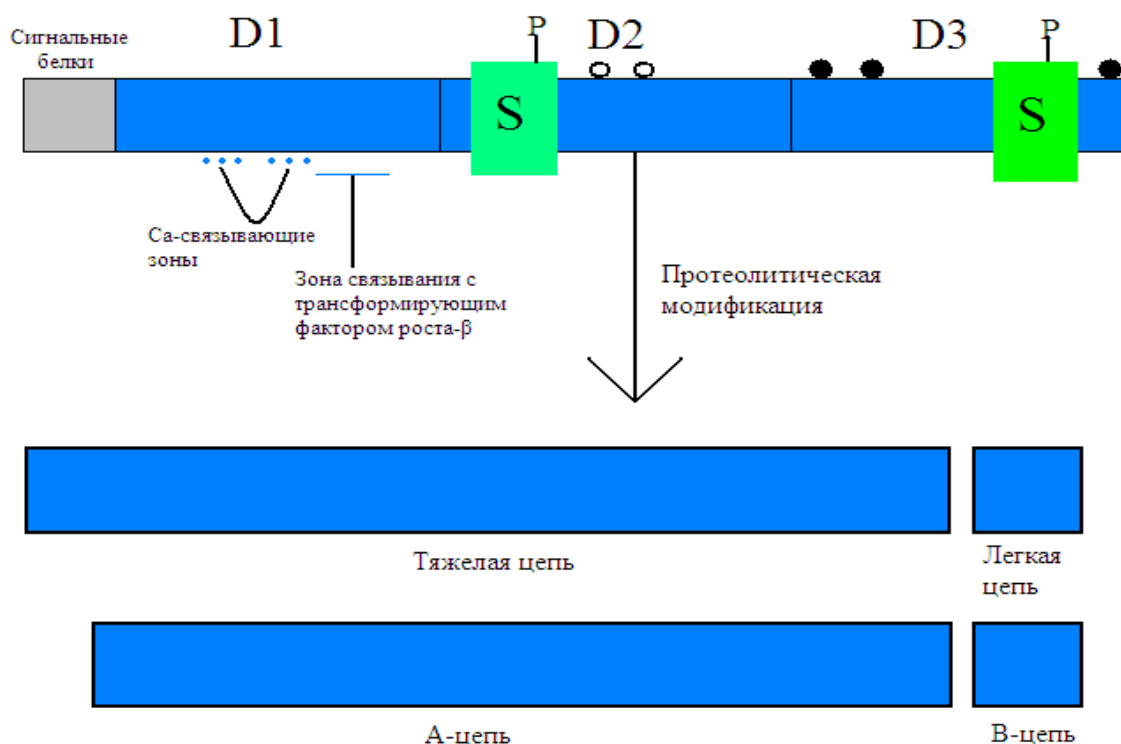 Сигнальные
белки
D1
P
D2
D3
P
S
S
Ca-связывающие
зоны
Зона связывания с
трансформирующим
фактором роста-β
Протеолитическая
модификация
Тяжелая цепь
Легкая
цепь
А-цепь
В-цепь